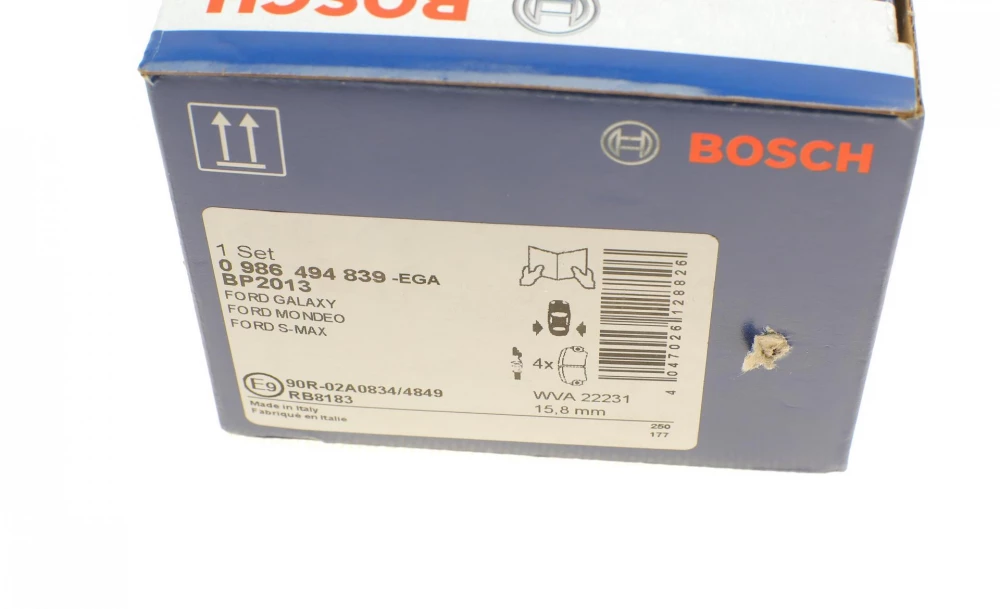 BOSCH
BOSCH
1 Set
0 986 494 839 -EGA
BP2013
FORD GALAXY
FORD MONDEO
FORD S-MAX
4x
4 047026 128826
WVA 22231
15,8 mm
E9 90R-02A0834/4849
RB8183
Made in Italy
Fabriqué en Italie
250
177